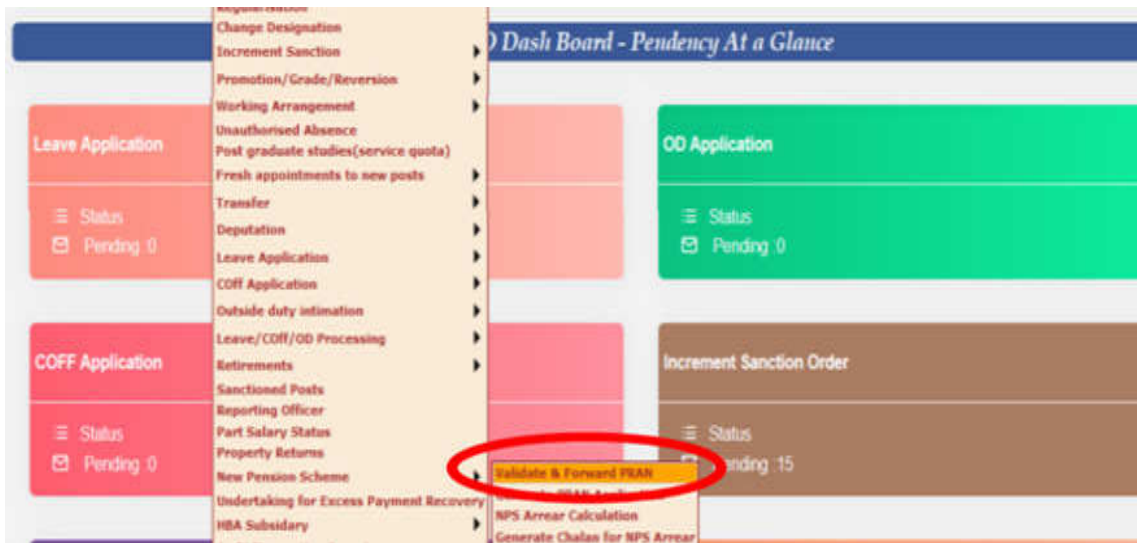 Change Designation
Increment Sanction
Dash Board - Pendency At a Glance
Promotion/Grade/Reversion
Working Arrangement
Unauthorised Absence
Post graduate studies(service quota)
Fresh appointments to new posts
Transfer
Deputation
Leave Application
COff Application
Outside duty intimation
Leave/COff/OD Processing
Retirements
Sanctioned Posts
Reporting Officer
Part Salary Status
Property Returns
New Pension Scheme
Undertaking for Excess Payment Recovery
HBA Subsidary
Validate & Forward PRAN
NPS Arrear Calculation
Generate Chalan for NPS Arrear
Leave Application
Status
Pending :0
OD Application
Status
Pending :0
COFF Application
Status
Pending :0
Increment Sanction Order
Status
Pending :15